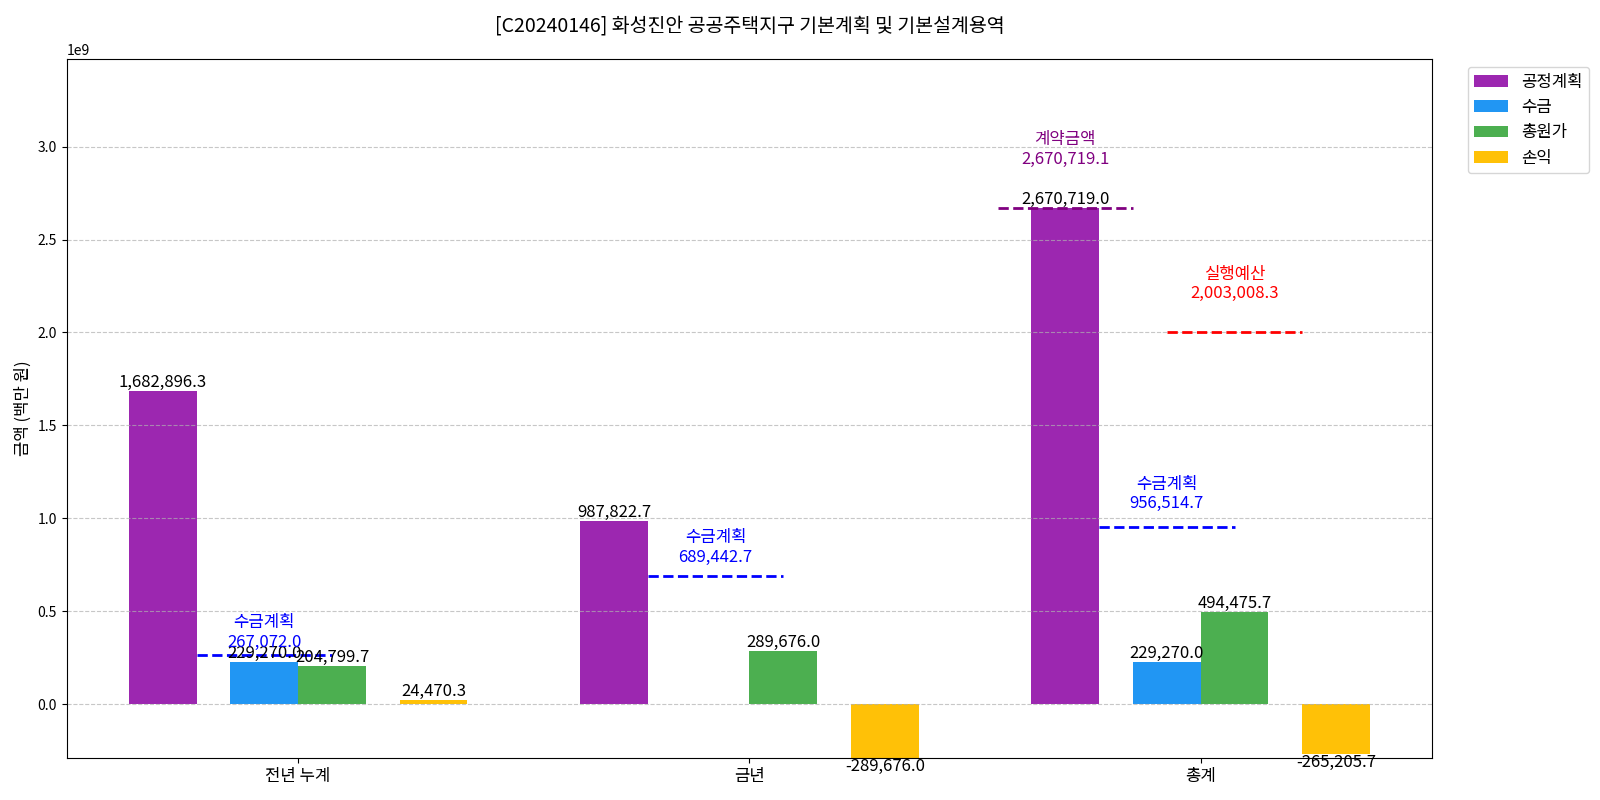 [C20240146] 화성진안 공공주택지구 기본계획 및 기본설계용역
1e9
공정계획
수금
총원가
손익
금액 (백만 원)
3.0
2.5
2.0
1.5
1.0
0.5
0.0
1,682,896.3
수금계획
267,072.0
229,270.0
204,799.7
24,470.3
987,822.7
수금계획
689,442.7
289,676.0
-289,676.0
계약금액
2,670,719.1
2,670,719.0
실행예산
2,003,008.3
수금계획
956,514.7
494,475.7
229,270.0
-265,205.7
전년 누계
금년
총계